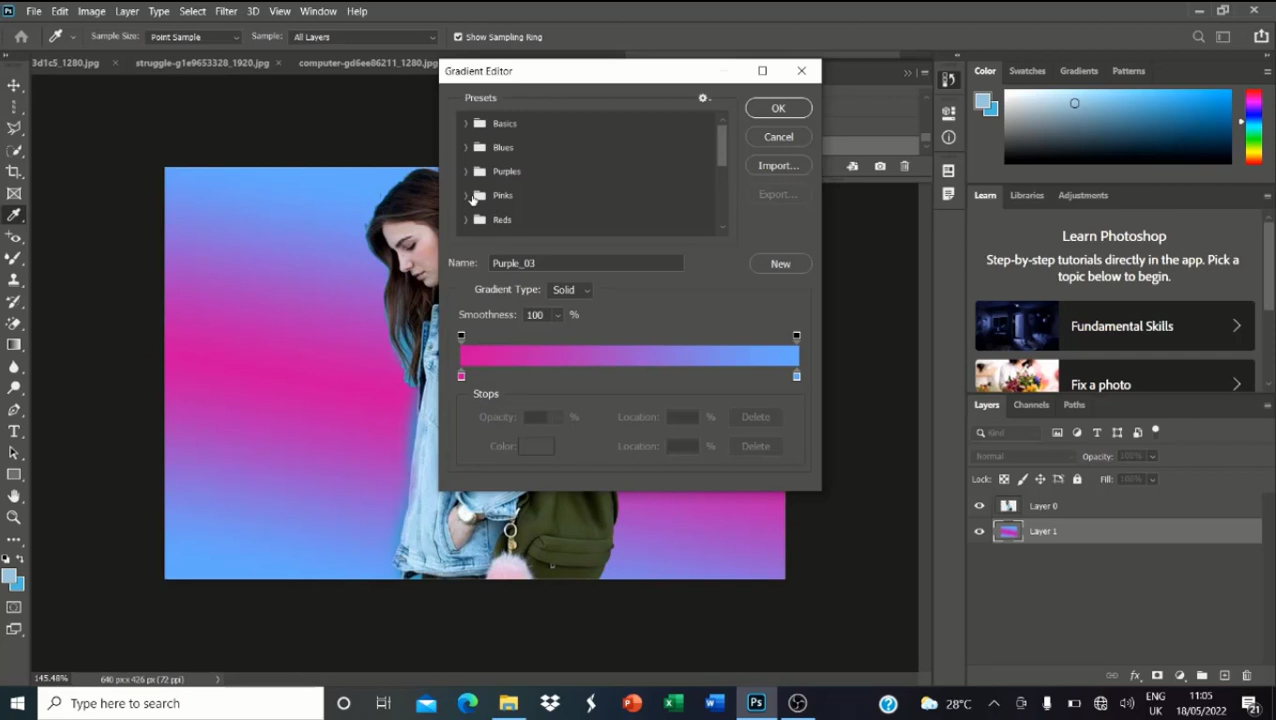 Ps File Edit Image Layer Type Select Filter 3D View Window Help
Sample Size: Point Sample Sample: All Layers Show Sampling Ring
3d1c5_1280.jpg struggle-g1e9653328_1920.jpg computer-gd6ee86211_1280.jpg
Gradient Editor
Presets
Basics
Blues
Purples
Pinks
Reds
OK
Cancel
Import...
Export...
Name: Purple_03
New
Gradient Type: Solid
Smoothness: 100 %
Stops
Opacity: % Location: % Delete
Color: Location: % Delete
Color Swatches Gradients Patterns
Learn Libraries Adjustments
Learn Photoshop
Step-by-step tutorials directly in the app. Pick a
topic below to begin.
Fundamental Skills
Fix a photo
Layers Channels Paths
Kind
Normal Opacity: 100%
Lock: Fill: 100%
Layer 0
Layer 1
145.48% 640 px x 426 px (72 ppi)
Type here to search
28°C
ENG
UK
11:05
18/05/2022
21